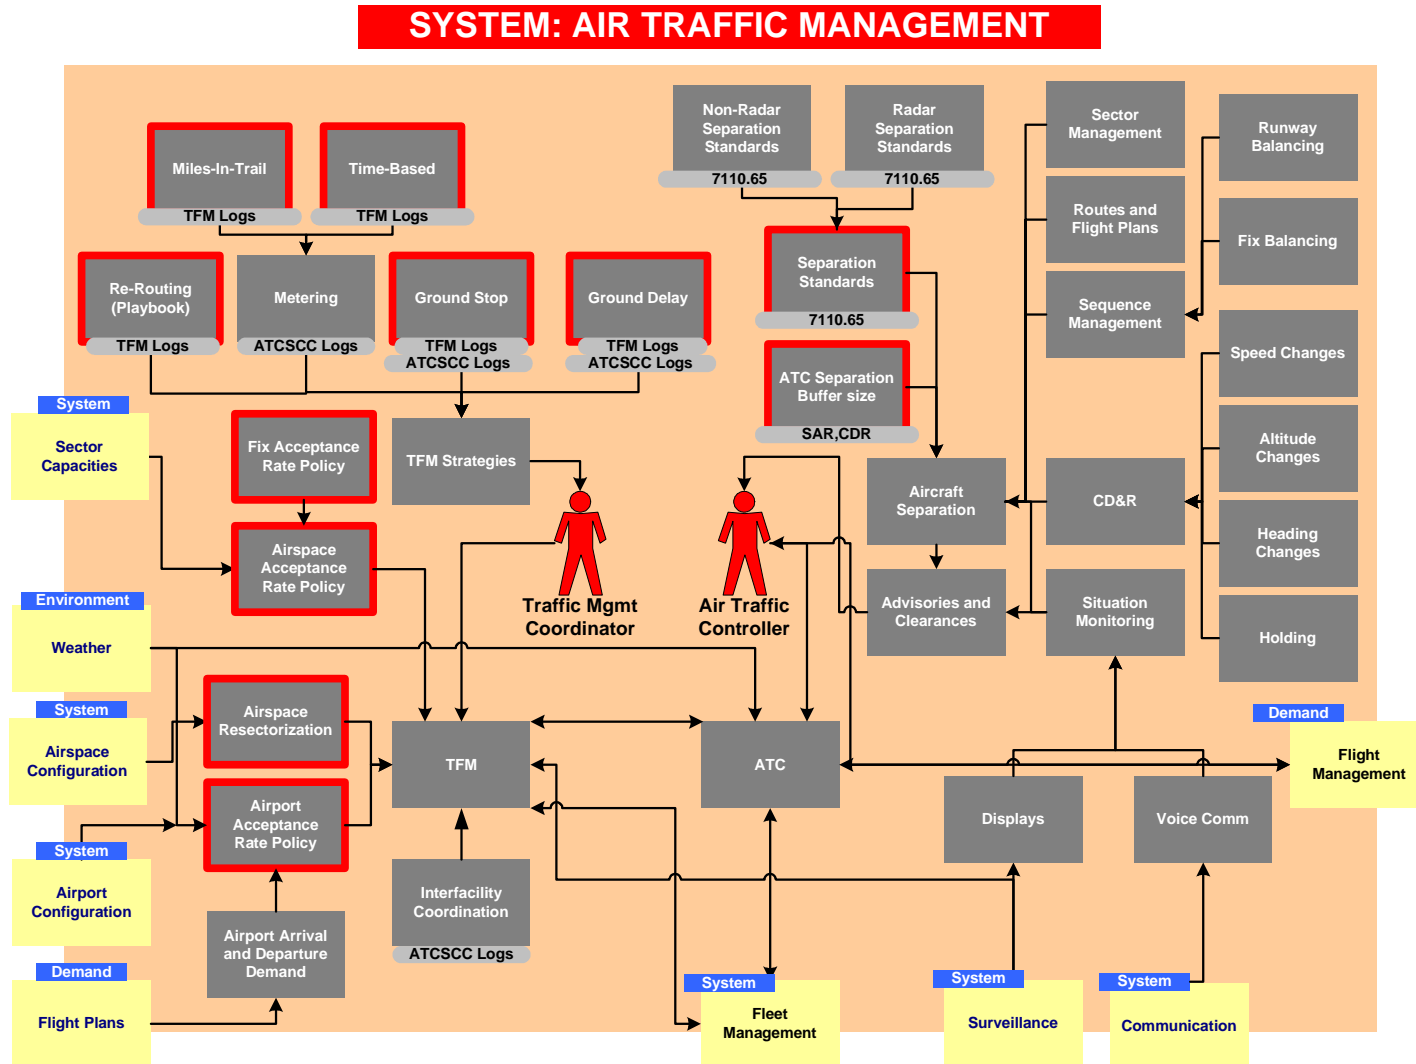 SYSTEM: AIR TRAFFIC MANAGEMENT
Miles-In-Trail
TFM Logs
Time-Based
TFM Logs
Non-Radar
Separation
Standards
7110.65
Radar
Separation
Standards
7110.65
Sector
Management
Runway
Balancing
Routes and
Flight Plans
Fix Balancing
Re-Routing
(Playbook)
TFM Logs
Metering
ATCSCC Logs
Ground Stop
TFM Logs
ATCSCC Logs
Ground Delay
TFM Logs
ATCSCC Logs
Separation
Standards
7110.65
Sequence
Management
Speed Changes
ATC Separation
Buffer size
SAR,CDR
System
Sector
Capacities
Fix Acceptance
Rate Policy
TFM Strategies
Altitude
Changes
Aircraft
Separation
CD&R
Heading
Changes
Airspace
Acceptance
Rate Policy
Traffic Mgmt
Coordinator
Air Traffic
Controller
Advisories and
Clearances
Situation
Monitoring
Holding
Environment
Weather
System
Airspace
Configuration
Airspace
Resectorization
TFM
ATC
Demand
Flight
Management
Airport
Acceptance
Rate Policy
Displays
Voice Comm
System
Airport
Configuration
Interfacility
Coordination
ATCSCC Logs
Airport Arrival
and Departure
Demand
Demand
Flight Plans
System
Fleet
Management
System
Surveillance
System
Communication